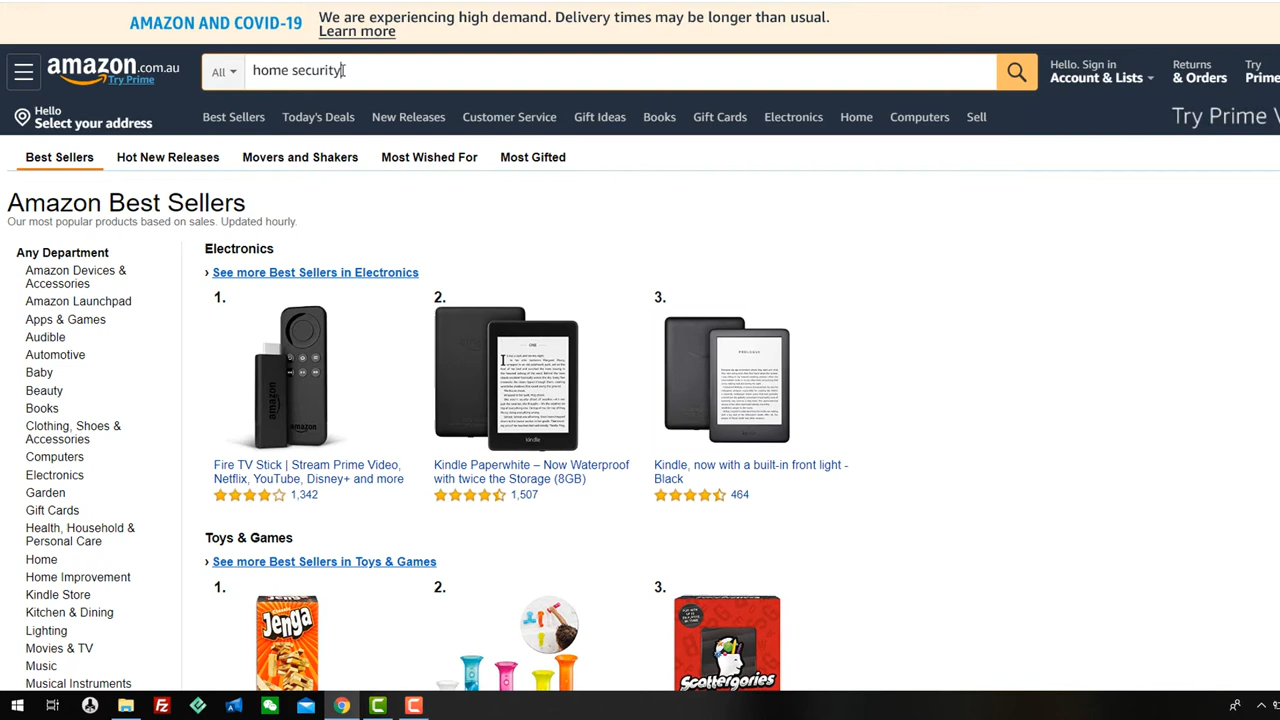 AMAZON AND COVID-19
We are experiencing high demand. Delivery times may be longer than usual.
Learn more
amazon.com.au
Try Prime
All
home security
Hello. Sign in
Account & Lists
Returns
& Orders
Try
Prime
Hello
Select your address
Best Sellers
Today's Deals
New Releases
Customer Service
Gift Ideas
Books
Gift Cards
Electronics
Home
Computers
Sell
Try Prime
Best Sellers
Hot New Releases
Movers and Shakers
Most Wished For
Most Gifted
Amazon Best Sellers
Our most popular products based on sales. Updated hourly.
Any Department
Amazon Devices &
Accessories
Amazon Launchpad
Apps & Games
Audible
Automotive
Baby
Beauty
Books
Clothing, Shoes &
Accessories
Computers
Electronics
Garden
Gift Cards
Health, Household &
Personal Care
Home
Home Improvement
Kindle Store
Kitchen & Dining
Lighting
Movies & TV
Music
Musical Instruments
Electronics
› See more Best Sellers in Electronics
1.
amazon
Fire TV Stick | Stream Prime Video,
Netflix, YouTube, Disney+ and more
1,342
2.
kindle
Kindle Paperwhite – Now Waterproof
with twice the Storage (8GB)
1,507
3.
PROLOGUE
kindle
Kindle, now with a built-in front light -
Black
464
Toys & Games
› See more Best Sellers in Toys & Games
1.
Jenga
2.
3.
Scattergories